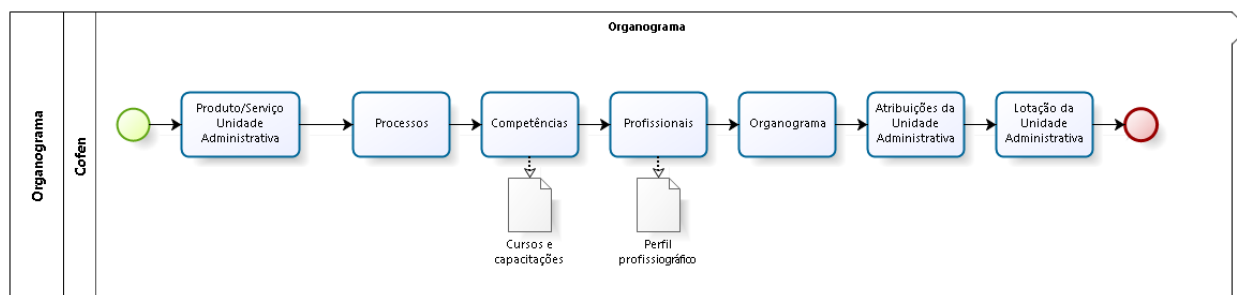 Organograma
Organograma
Cofen
Produto/Serviço
Unidade
Administrativa
Processos
Competências
Profissionais
Organograma
Atribuições da
Unidade
Administrativa
Lotação da
Unidade
Administrativa
Cursos e
capacitações
Perfil
profissiográfico